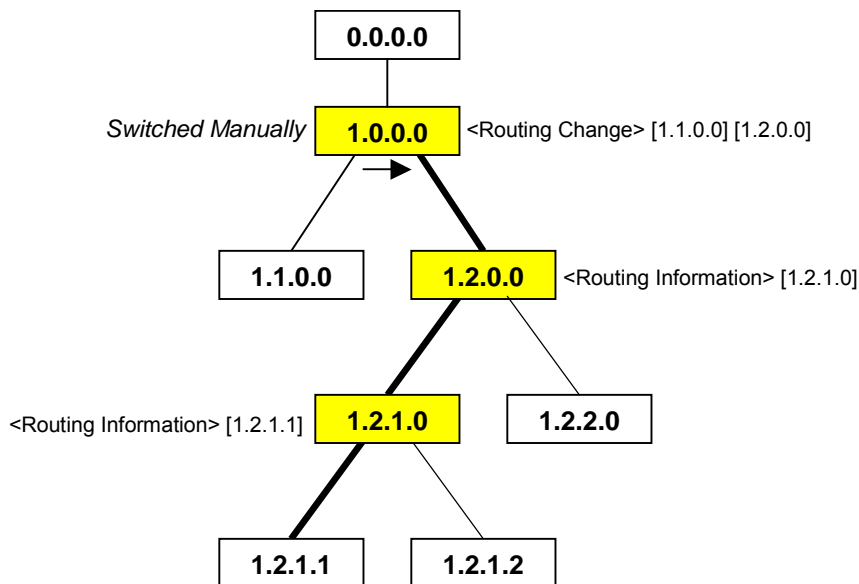 0.0.0.0
Switched Manually 1.0.0.0 <Routing Change> [1.1.0.0] [1.2.0.0]
1.1.0.0 1.2.0.0 <Routing Information> [1.2.1.0]
<Routing Information> [1.2.1.1] 1.2.1.0 1.2.2.0
1.2.1.1 1.2.1.2